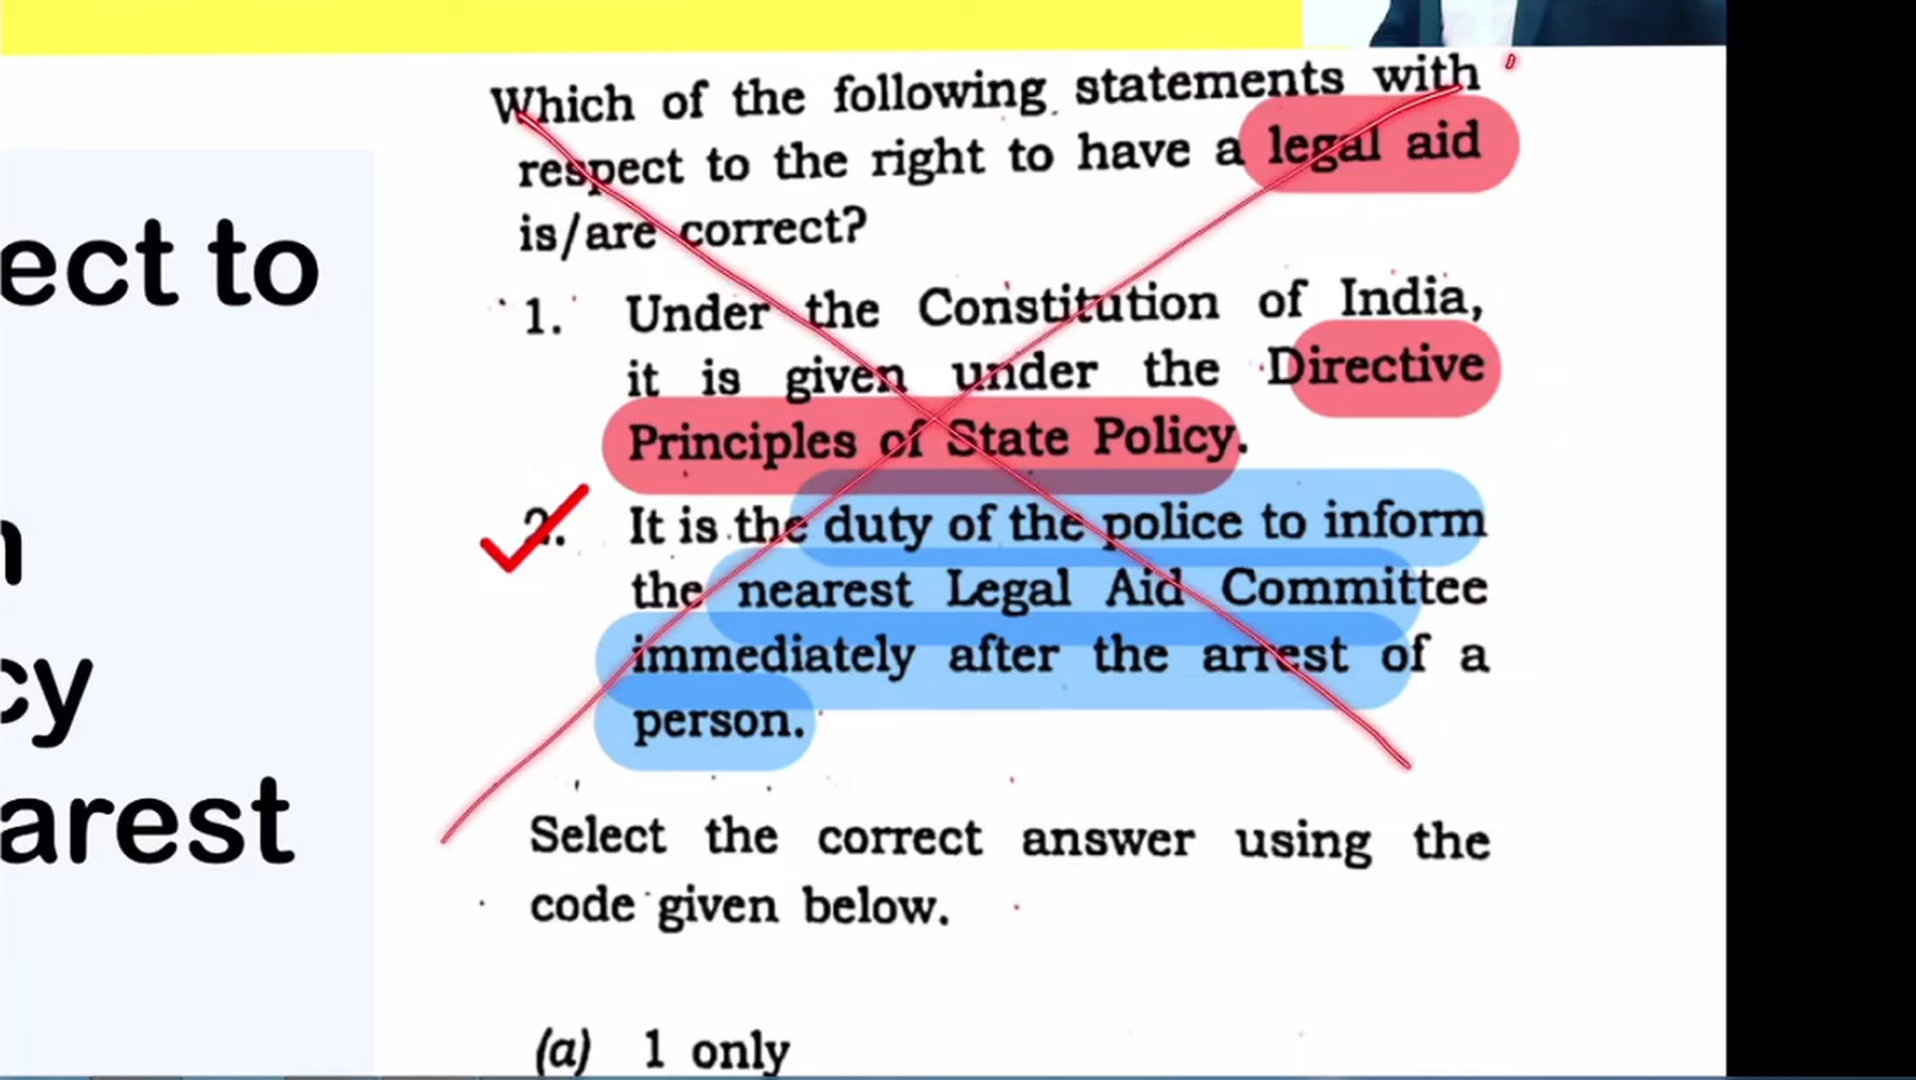 ect to
cy
arest
Which of the following statements with
respect to the right to have a legal aid
is/are correct?
1. Under the Constitution of India,
it is given under the Directive
Principles of State Policy.
2. It is the duty of the police to inform
the nearest Legal Aid Committee
immediately after the arrest of a
person.
Select the correct answer using the
code given below.
(a) 1 only